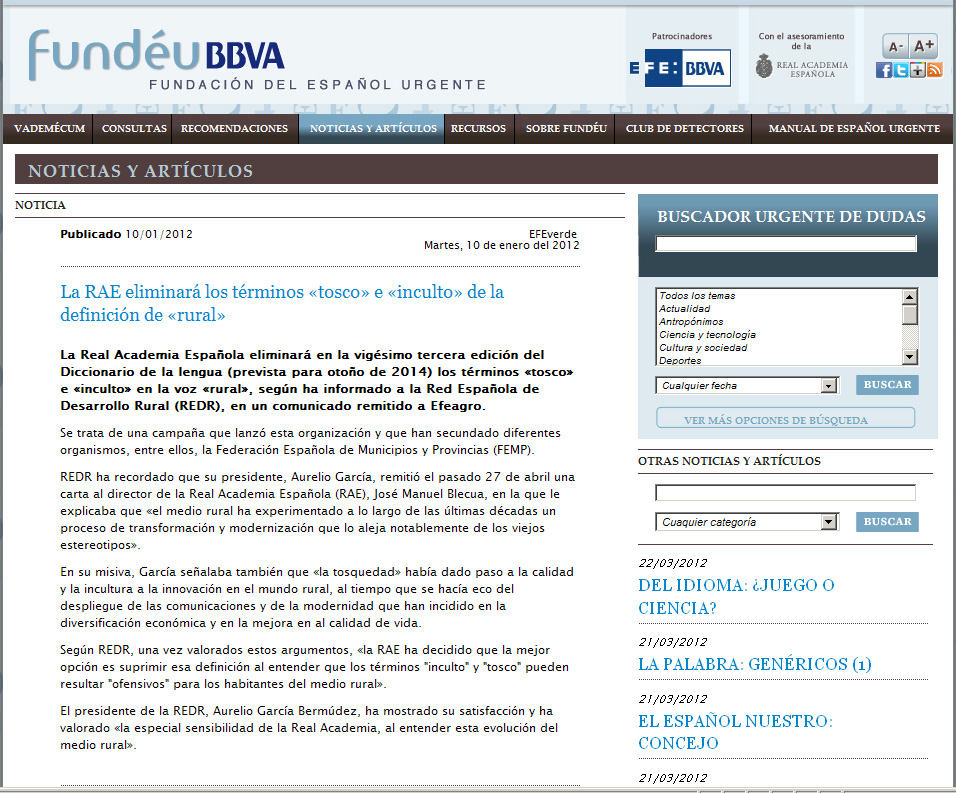 fundéu BBVA
FUNDACIÓN DEL ESPAÑOL URGENTE
Patrocinadores
EFE: BBVA
Con el asesoramiento
de la
REAL ACADEMIA
ESPAÑOLA
A- A+
VADEMÉCUM CONSULTAS RECOMENDACIONES NOTICIAS Y ARTÍCULOS RECURSOS SOBRE FUNDÉU CLUB DE DETECTORES MANUAL DE ESPAÑOL URGENTE
NOTICIAS Y ARTÍCULOS
NOTICIA
Publicado 10/01/2012
EFEverde
Martes, 10 de enero del 2012
La RAE eliminará los términos «tosco» e «inculto» de la
definición de «rural»
La Real Academia Española eliminará en la vigésimo tercera edición del
Diccionario de la lengua (prevista para otoño de 2014) los términos «tosco»
e «inculto» en la voz «rural», según ha informado a la Red Española de
Desarrollo Rural (REDR), en un comunicado remitido a Efeagro.
Se trata de una campaña que lanzó esta organización y que han secundado diferentes
organismos, entre ellos, la Federación Española de Municipios y Provincias (FEMP).
REDR ha recordado que su presidente, Aurelio García, remitió el pasado 27 de abril una
carta al director de la Real Academia Española (RAE), José Manuel Blecua, en la que le
explicaba que «el medio rural ha experimentado a lo largo de las últimas décadas un
proceso de transformación y modernización que lo aleja notablemente de los viejos
estereotipos».
En su misiva, García señalaba también que «la tosquedad» había dado paso a la calidad
y la incultura a la innovación en el mundo rural, al tiempo que se hacía eco del
despliegue de las comunicaciones y de la modernidad que han incidido en la
diversificación económica y en la mejora en al calidad de vida.
Según REDR, una vez valorados estos argumentos, «la RAE ha decidido que la mejor
opción es suprimir esa definición al entender que los términos "inculto" y "tosco" pueden
resultar "ofensivos" para los habitantes del medio rural».
El presidente de la REDR, Aurelio García Bermúdez, ha mostrado su satisfacción y ha
valorado «la especial sensibilidad de la Real Academia, al entender esta evolución del
medio rural».
BUSCADOR URGENTE DE DUDAS
Todos los temas
Actualidad
Antropónimos
Ciencia y tecnología
Cultura y sociedad
Deportes
Cualquier fecha
BUSCAR
VER MÁS OPCIONES DE BÚSQUEDA
OTRAS NOTICIAS Y ARTÍCULOS
Cuaquier categoría
BUSCAR
22/03/2012
DEL IDIOMA: ¿JUEGO O
CIENCIA?
21/03/2012
LA PALABRA: GENÉRICOS (1)
21/03/2012
EL ESPAÑOL NUESTRO:
CONCEJO
21/03/2012